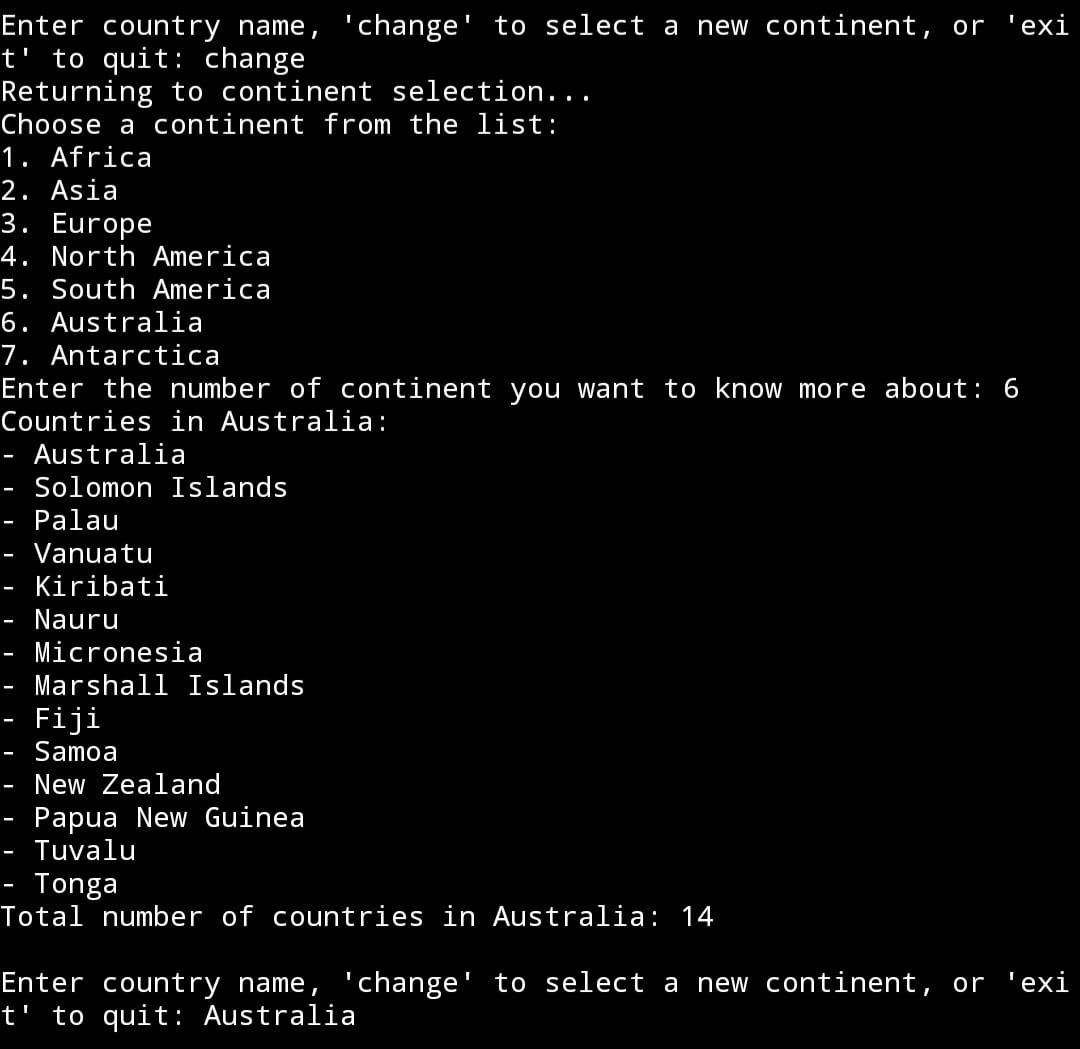 Enter country name, 'change' to select a new continent, or 'exi
t' to quit: change
Returning to continent selection...
Choose a continent from the list:
1. Africa
2. Asia
3. Europe
4. North America
5. South America
6. Australia
7. Antarctica
Enter the number of continent you want to know more about: 6
Countries in Australia:
- Australia
- Solomon Islands
- Palau
- Vanuatu
- Kiribati
- Nauru
- Micronesia
- Marshall Islands
- Fiji
- Samoa
- New Zealand
- Papua New Guinea
- Tuvalu
- Tonga
Total number of countries in Australia: 14

Enter country name, 'change' to select a new continent, or 'exi
t' to quit: Australia